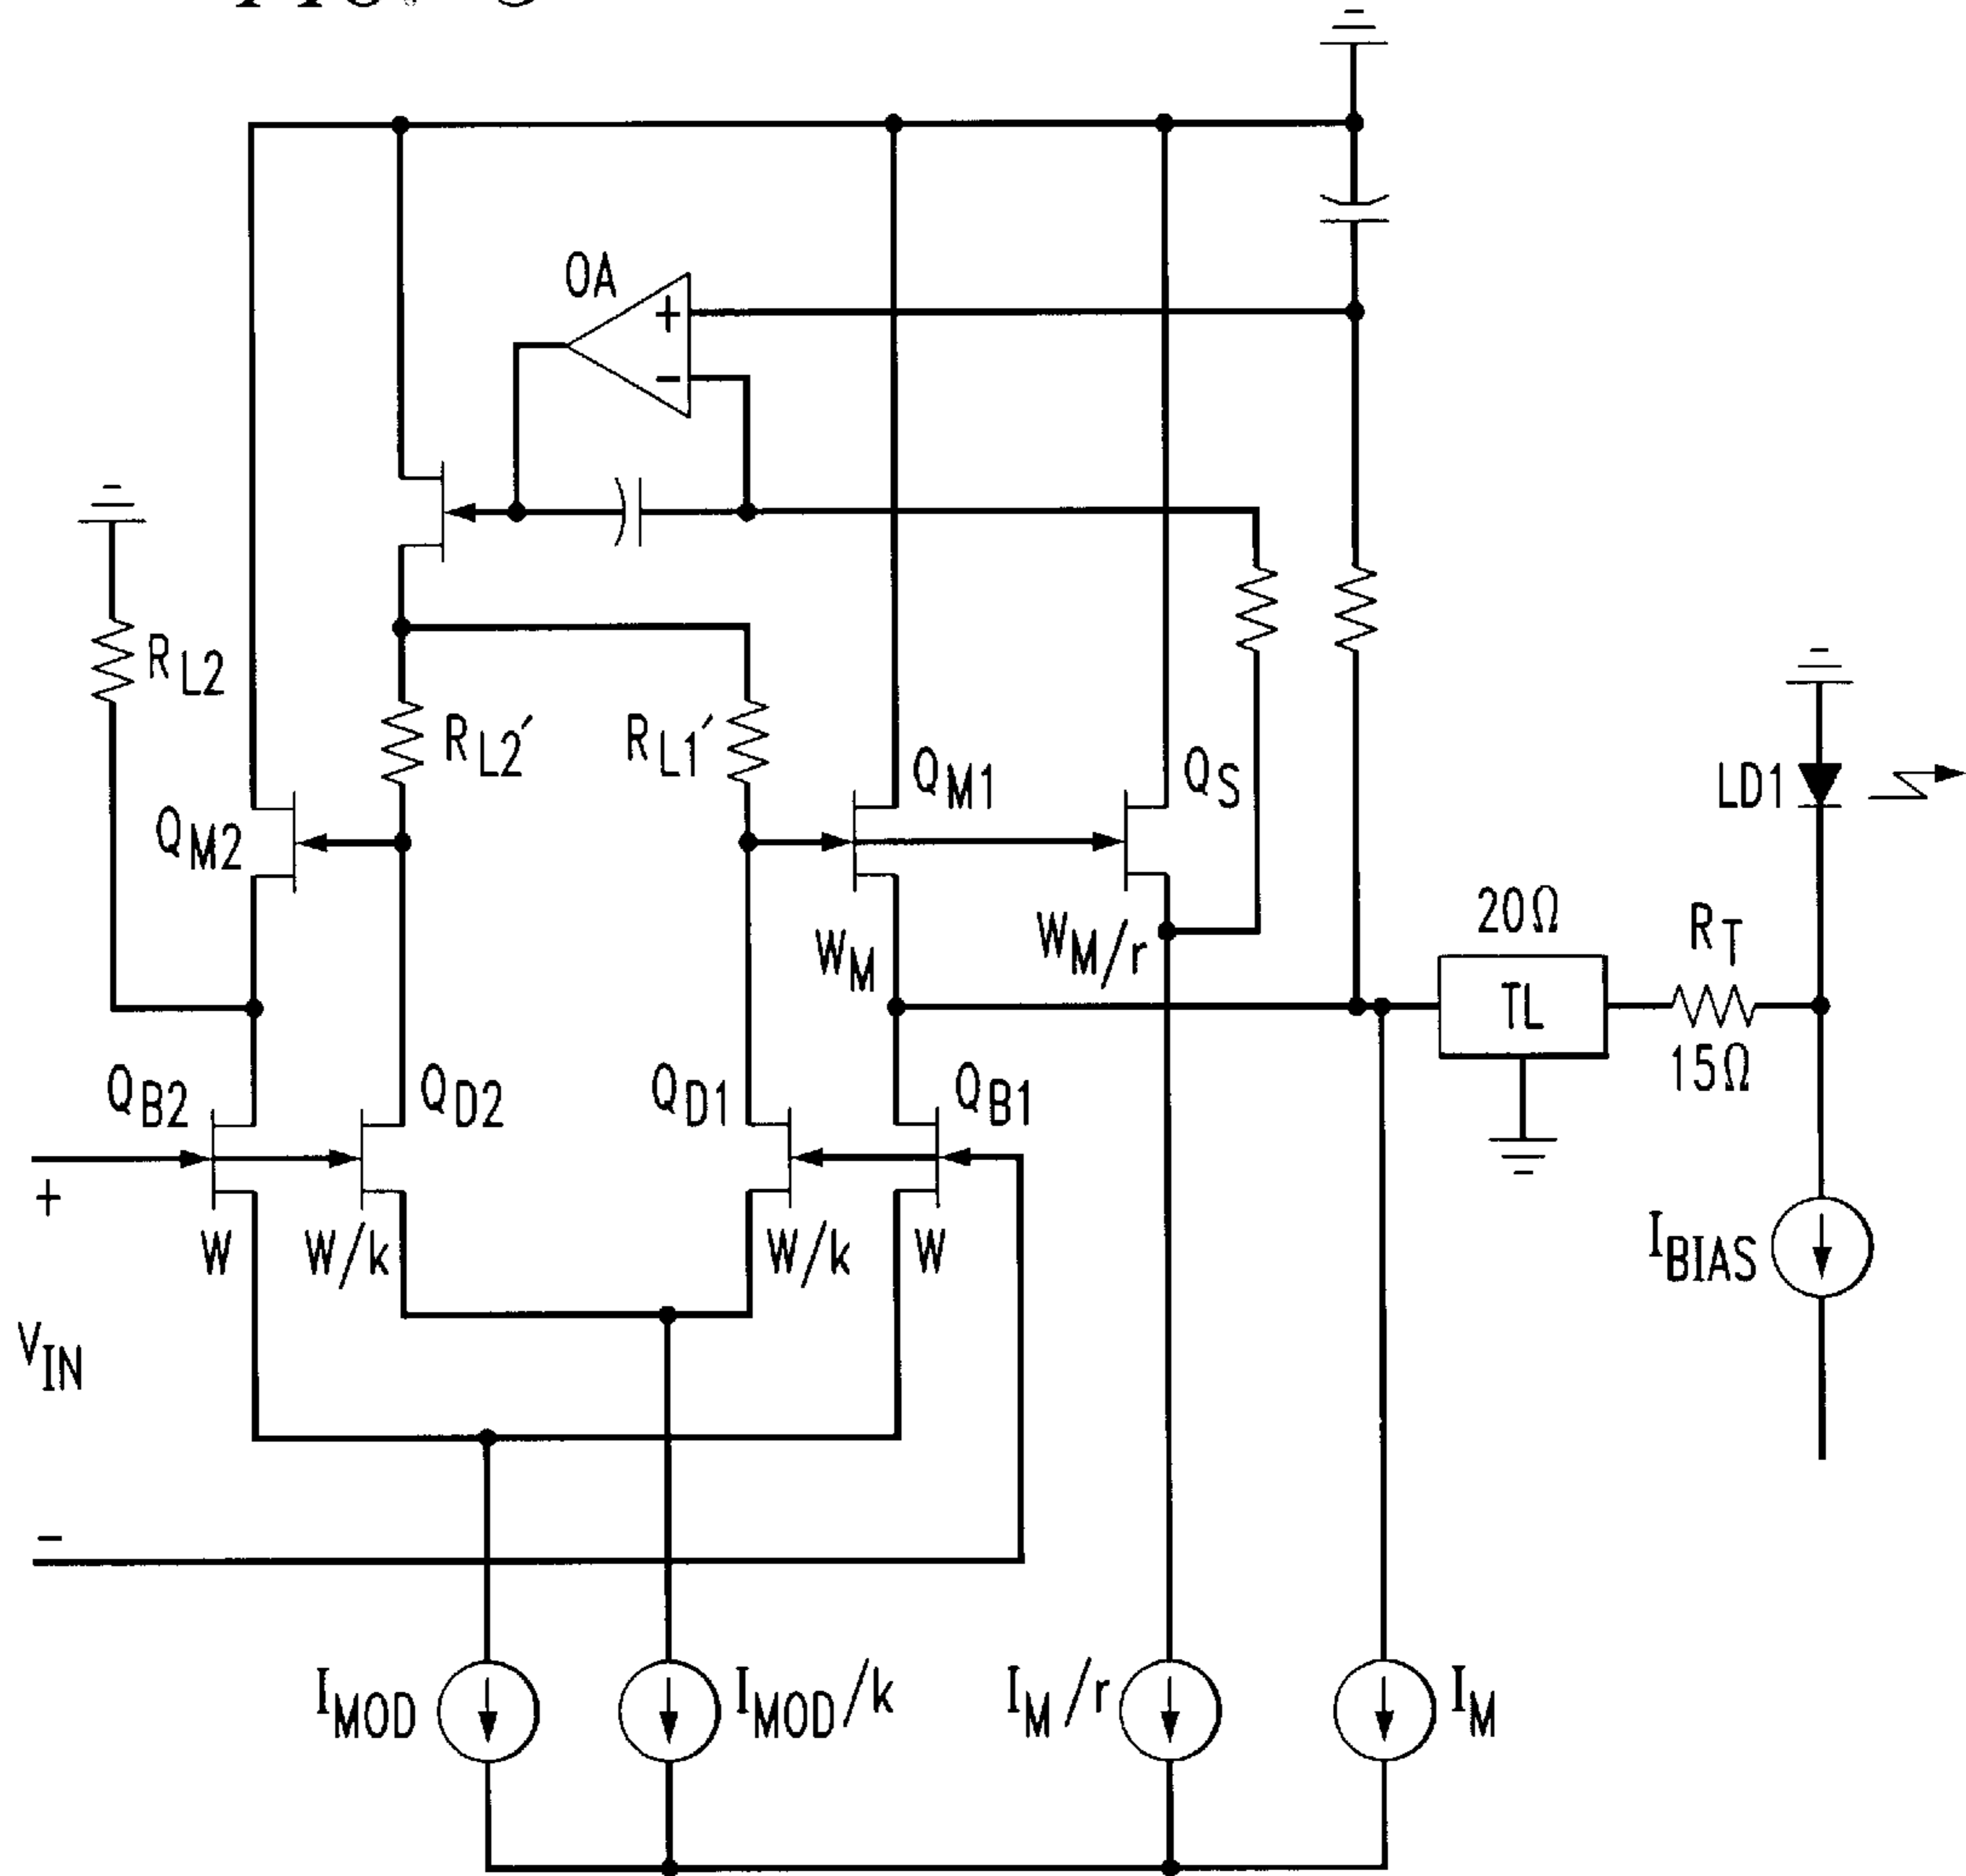 OA
+
-
R_L2
R_L2′
R_L1′
Q_M1
Q_S
LD1
Q_M2
W_M
W_M/r
20Ω
R_T
TL
15Ω
Q_B2
Q_D2
Q_D1
Q_B1
+
W
W/k
W/k
W
I_BIAS
V_IN
-
I_MOD
I_MOD/k
I_M/r
I_M